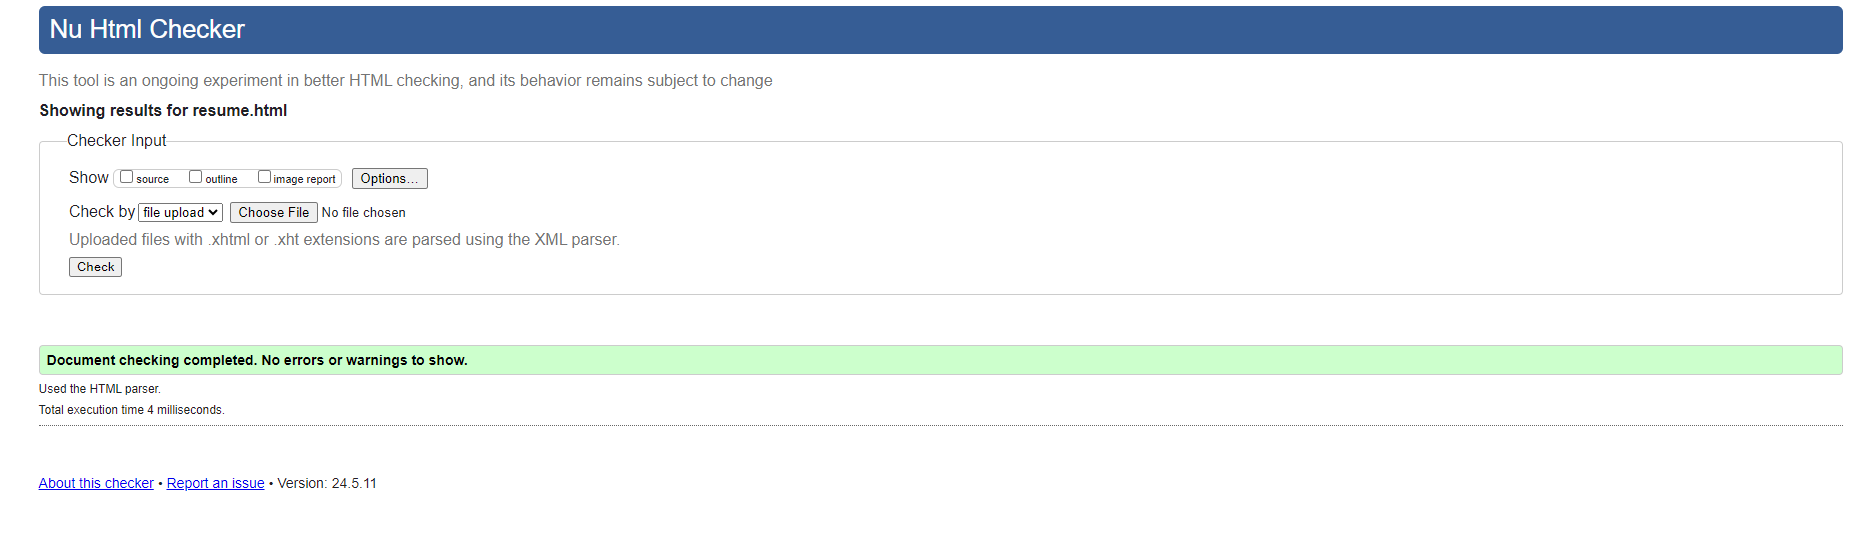 Nu Html Checker
This tool is an ongoing experiment in better HTML checking, and its behavior remains subject to change
Showing results for resume.html
Checker Input
Show source outline image report Options...
Check by file upload Choose File No file chosen
Uploaded files with .xhtml or .xht extensions are parsed using the XML parser.
Check
Document checking completed. No errors or warnings to show.
Used the HTML parser.
Total execution time 4 milliseconds.
About this checker • Report an issue • Version: 24.5.11